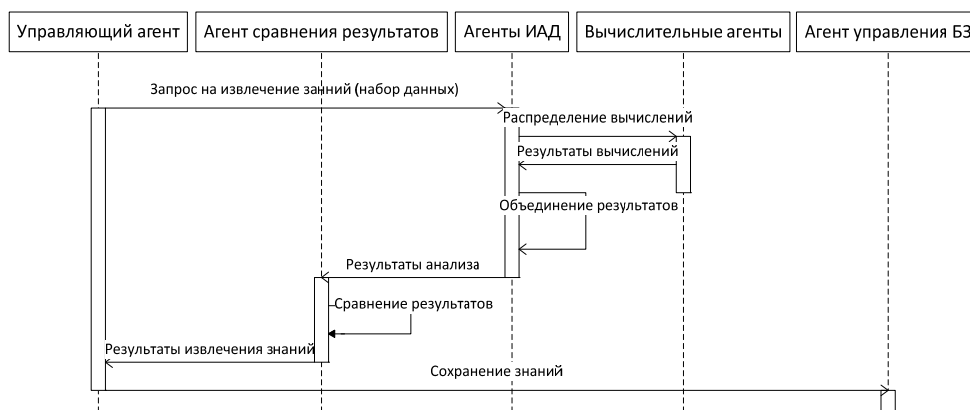 Управляющий агент
Агент сравнения результатов
Агенты ИАД
Вычислительные агенты
Агент управления БЗ
Запрос на извлечение занний (набор данных)
Распределение вычислений
Результаты вычислений
Объединение результатов
Результаты анализа
Сравнение результатов
Результаты извлечения знаний
Сохранение знаний